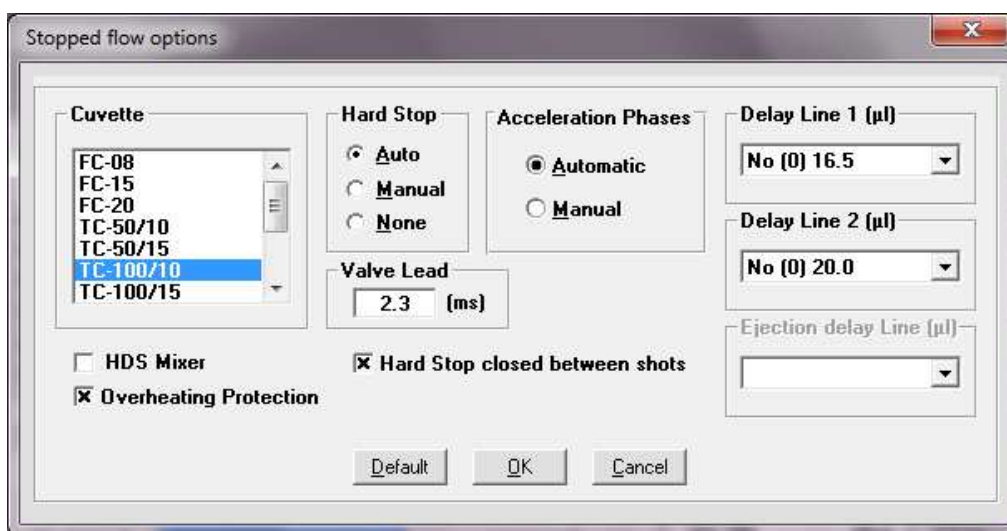 Stopped flow options
Cuvette
FC-08
FC-15
FC-20
TC-50/10
TC-50/15
TC-100/10
TC-100/15
Hard Stop
Auto
Manual
None
Acceleration Phases
Automatic
Manual
Valve Lead
2.3 (ms)
Delay Line 1 (µl)
No (0) 16.5
Delay Line 2 (µl)
No (0) 20.0
Ejection delay Line (µl)
HDS Mixer
Hard Stop closed between shots
Overheating Protection
Default
OK
Cancel